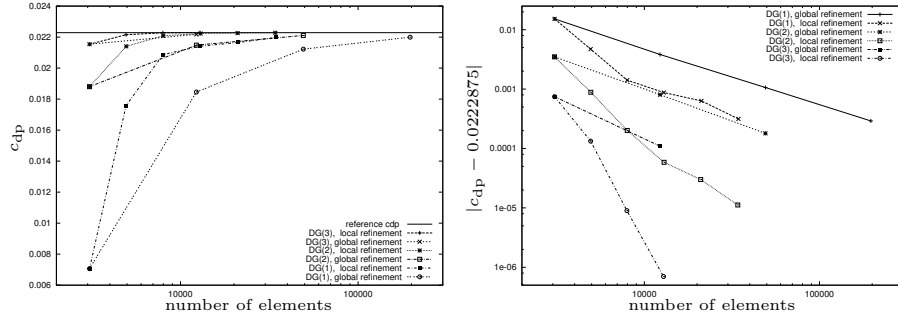 0.024
0.022
0.02
0.018
0.016
0.014
0.012
0.01
0.008
0.006
c_dp
10000
100000
number of elements
reference cdp
DG(3), local refinement
DG(3), global refinement
DG(2), local refinement
DG(2), global refinement
DG(1), local refinement
DG(1), global refinement
0.01
0.001
0.0001
1e-05
1e-06
|c_dp − 0.0222875|
10000
100000
number of elements
DG(1), global refinement
DG(1), local refinement
DG(2), global refinement
DG(2), local refinement
DG(3), global refinement
DG(3), local refinement